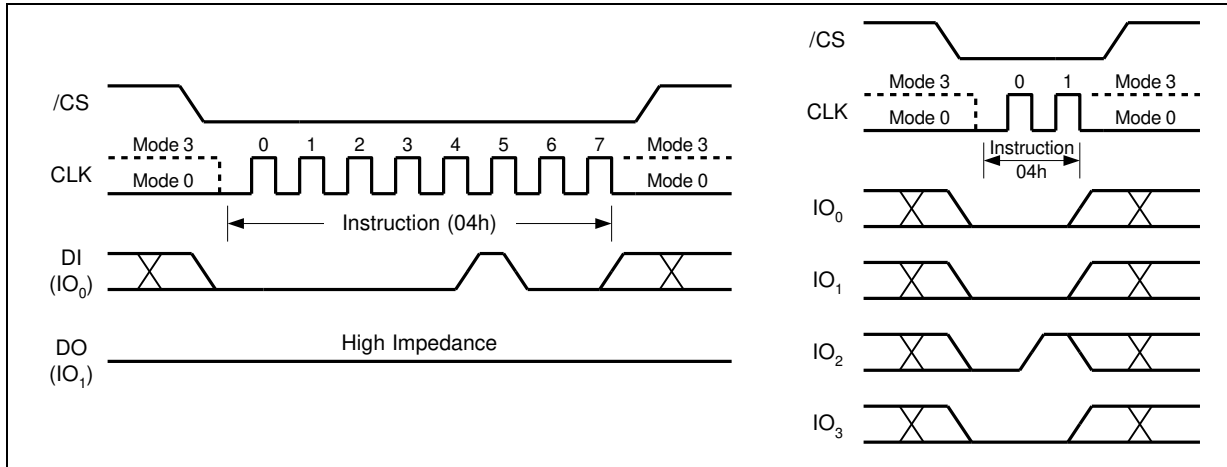 /CS
Mode 3 0 1 2 3 4 5 6 7 Mode 3
CLK
Mode 0 Mode 0
Instruction (04h)
DI
(IO0)
High Impedance
DO
(IO1)
/CS
Mode 3 0 1 Mode 3
CLK
Mode 0 Mode 0
Instruction
04h
IO0
IO1
IO2
IO3